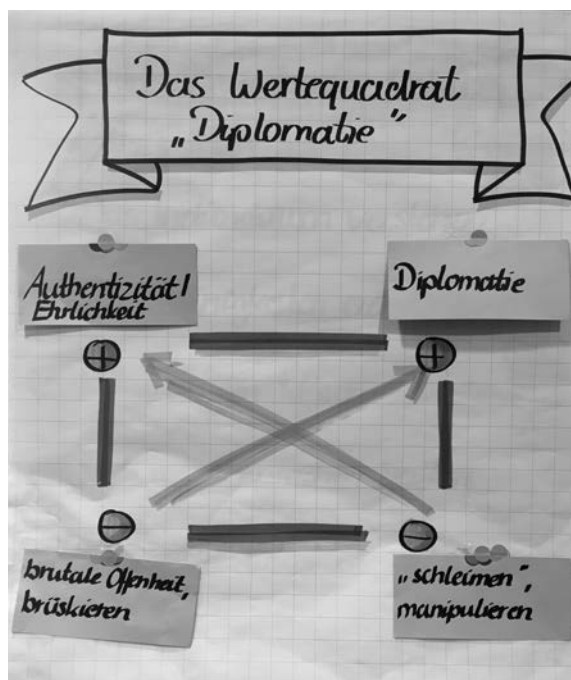 Das Wertequadrat
„Diplomatie“
Authentizität/
Ehrlichkeit
Diplomatie
+
+
-
-
brutale Offenheit,
brüskieren
„schleimen“,
manipulieren